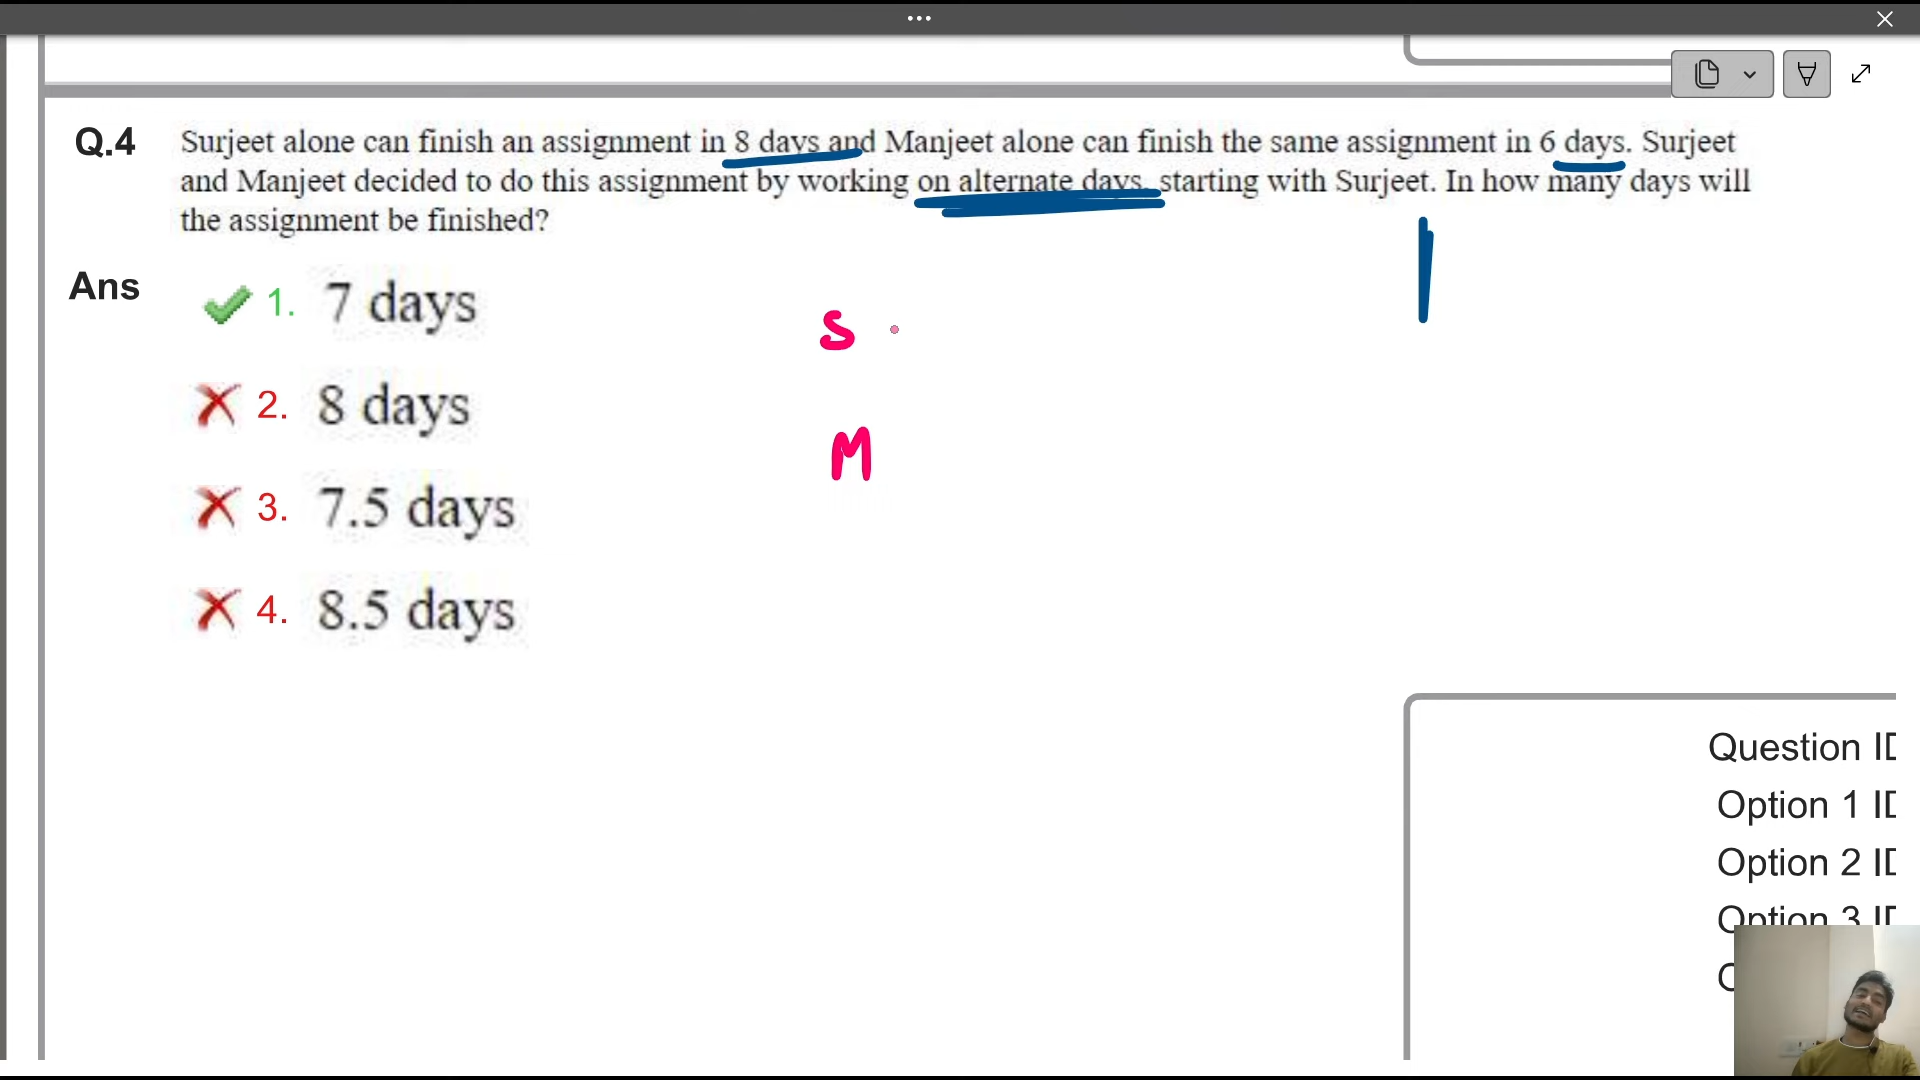 Q.4 Surjeet alone can finish an assignment in 8 days and Manjeet alone can finish the same assignment in 6 days. Surjeet
and Manjeet decided to do this assignment by working on alternate days, starting with Surjeet. In how many days will
the assignment be finished?
Ans 1. 7 days
S
2. 8 days
M
3. 7.5 days
4. 8.5 days
Question ID
Option 1 ID
Option 2 ID
Option 3 ID